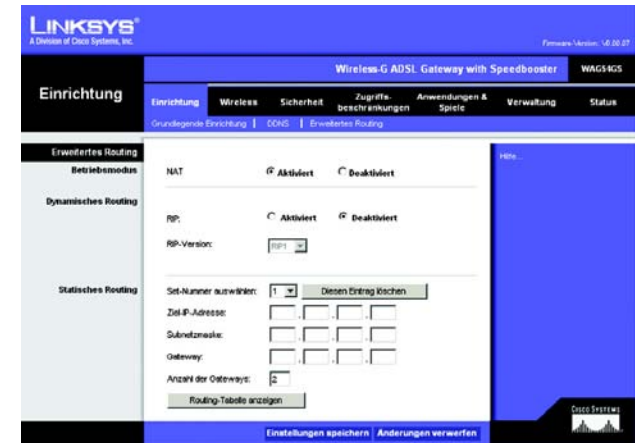 LINKSYS®
A Division of Cisco Systems, Inc.
Firmware-Version: V0.00.07
Wireless-G ADSL Gateway with Speedbooster WAG54GS
Einrichtung
Einrichtung Wireless Sicherheit Zugriffs-beschränkungen Anwendungen & Spiele Verwaltung Status
Grundlegende Einrichtung | DDNS | Erweitertes Routing
Erweitertes Routing
Hilfe...
Betriebsmodus NAT Aktiviert Deaktiviert
Dynamisches Routing
RIP: Aktiviert Deaktiviert
RIP-Version: RIP1
Statisches Routing Set-Nummer auswählen: 1 Diesen Eintrag löschen
Ziel-IP-Adresse: . . .
Subnetzmaske: . . .
Gateway: . . .
Anzahl der Gateways: 2
Routing-Tabelle anzeigen
CISCO SYSTEMS
Einstellungen speichern Änderungen verwerfen